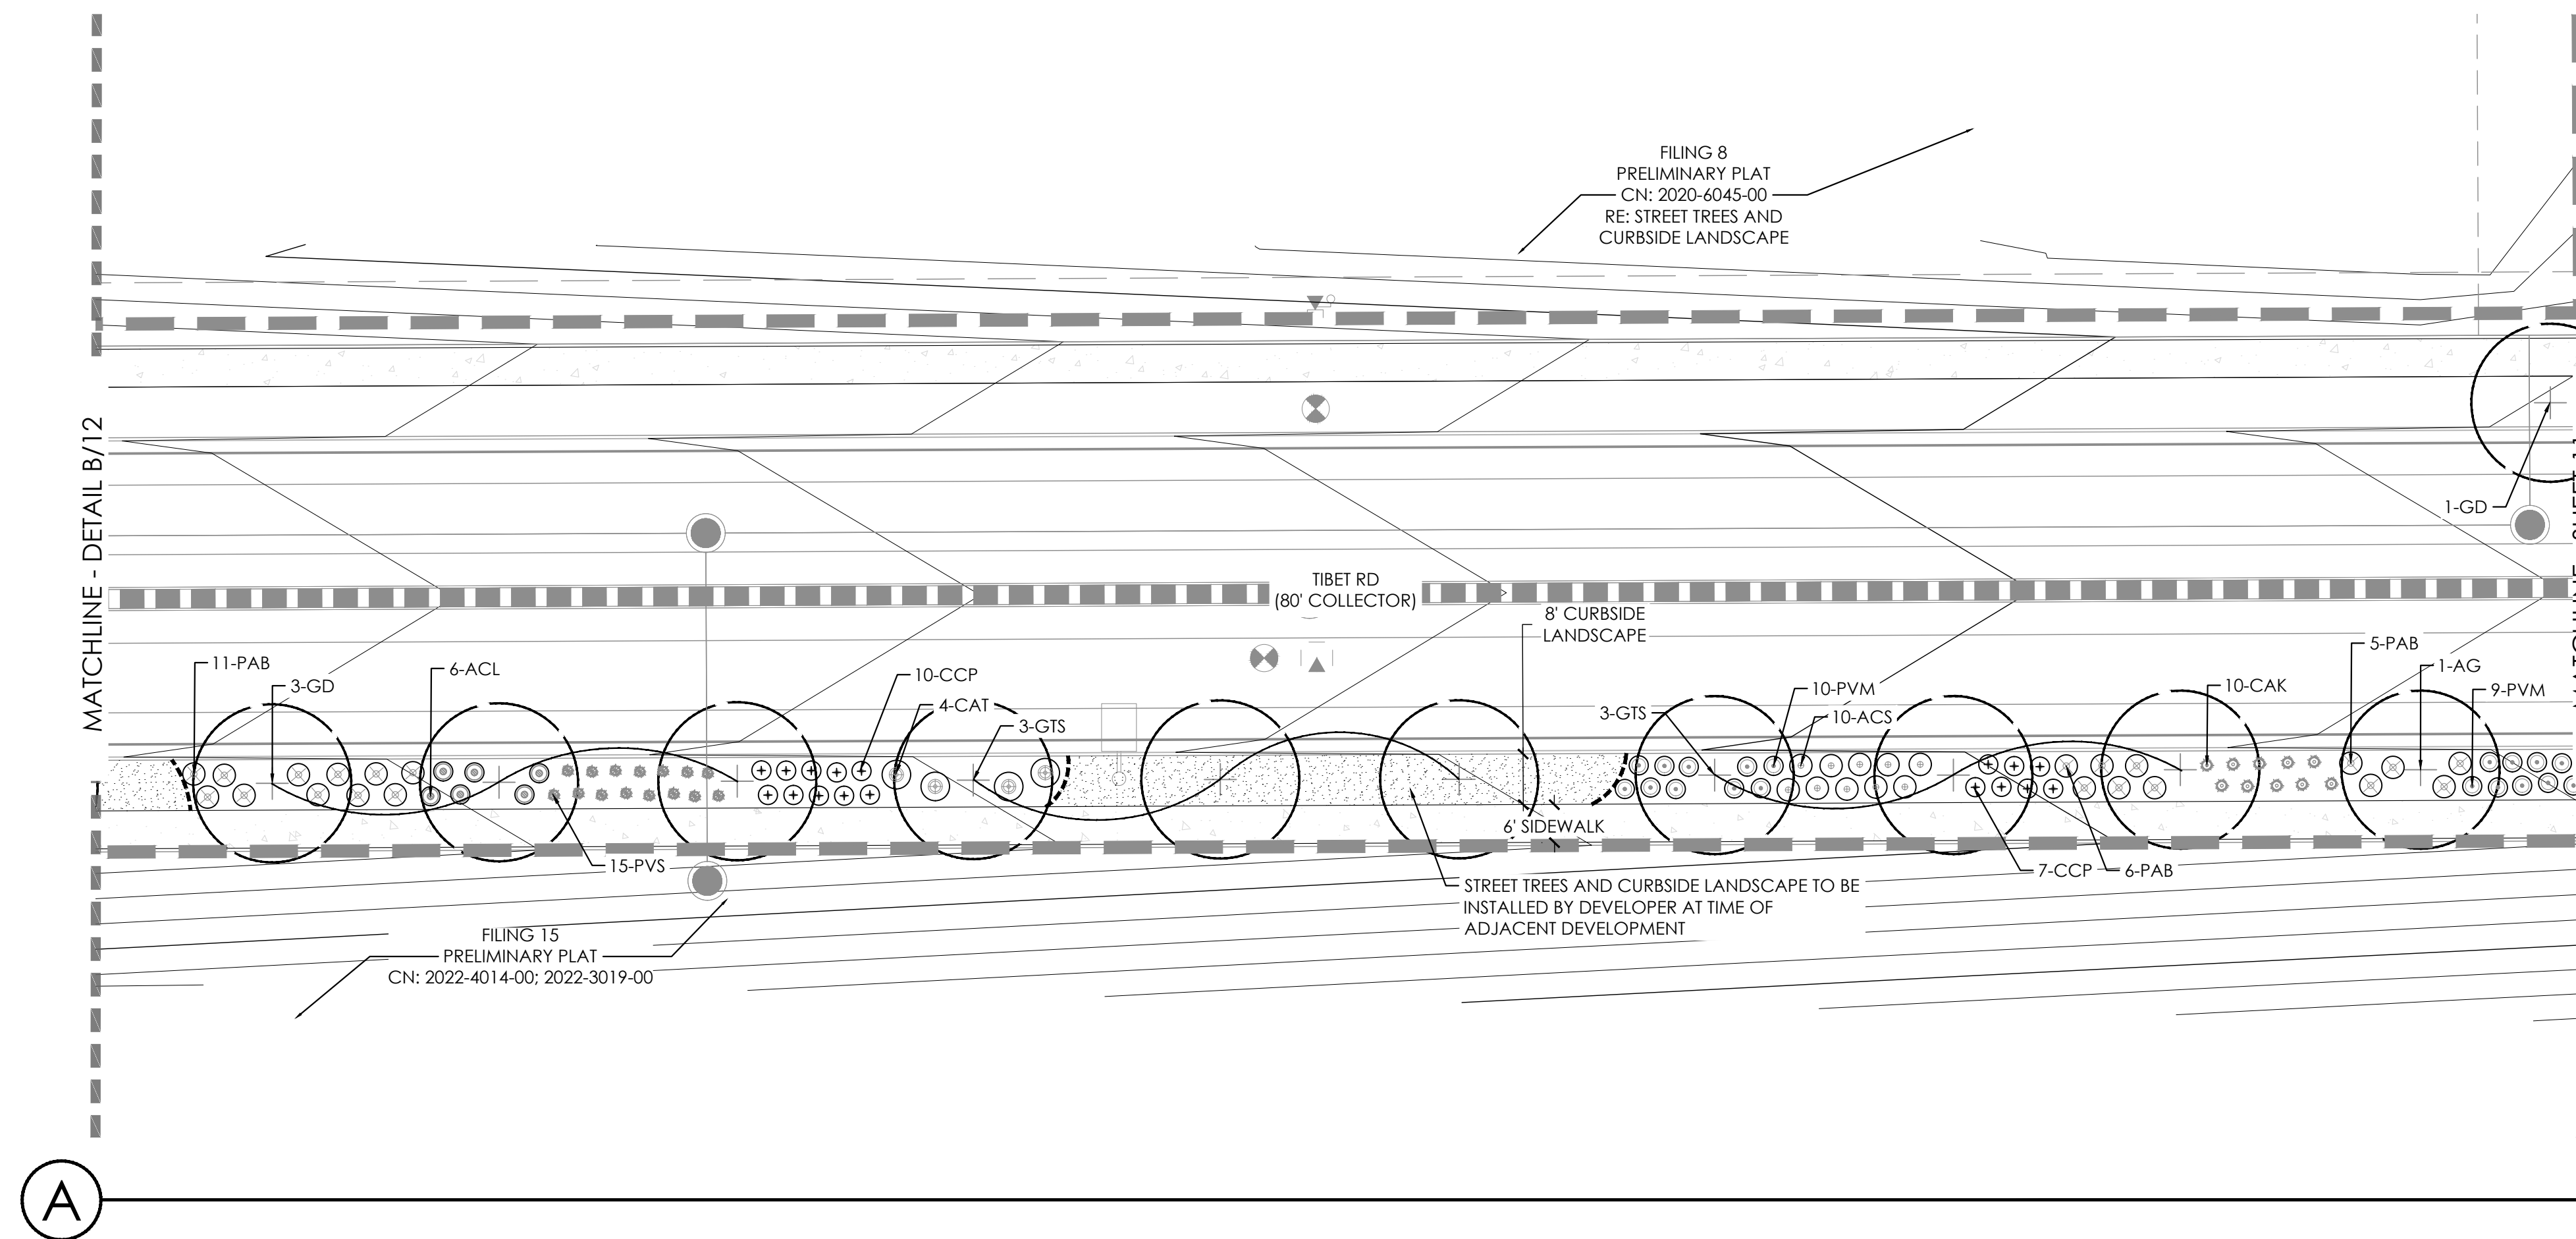 FILING 8
PRELIMINARY PLAT
CN: 2020-6045-00
RE: STREET TREES AND
CURBSIDE LANDSCAPE
MATCHLINE - DETAIL B/12
1-GD
TIBET RD
(80' COLLECTOR)
8' CURBSIDE
LANDSCAPE
11-PAB
3-GD
6-ACL
10-CCP
4-CAT
3-GTS
3-GTS
10-PVM
10-ACS
10-CAK
5-PAB
1-AG
9-PVM
6' SIDEWALK
15-PVS
7-CCP
6-PAB
STREET TREES AND CURBSIDE LANDSCAPE TO BE
INSTALLED BY DEVELOPER AT TIME OF
ADJACENT DEVELOPMENT
FILING 15
PRELIMINARY PLAT
CN: 2022-4014-00; 2022-3019-00
A